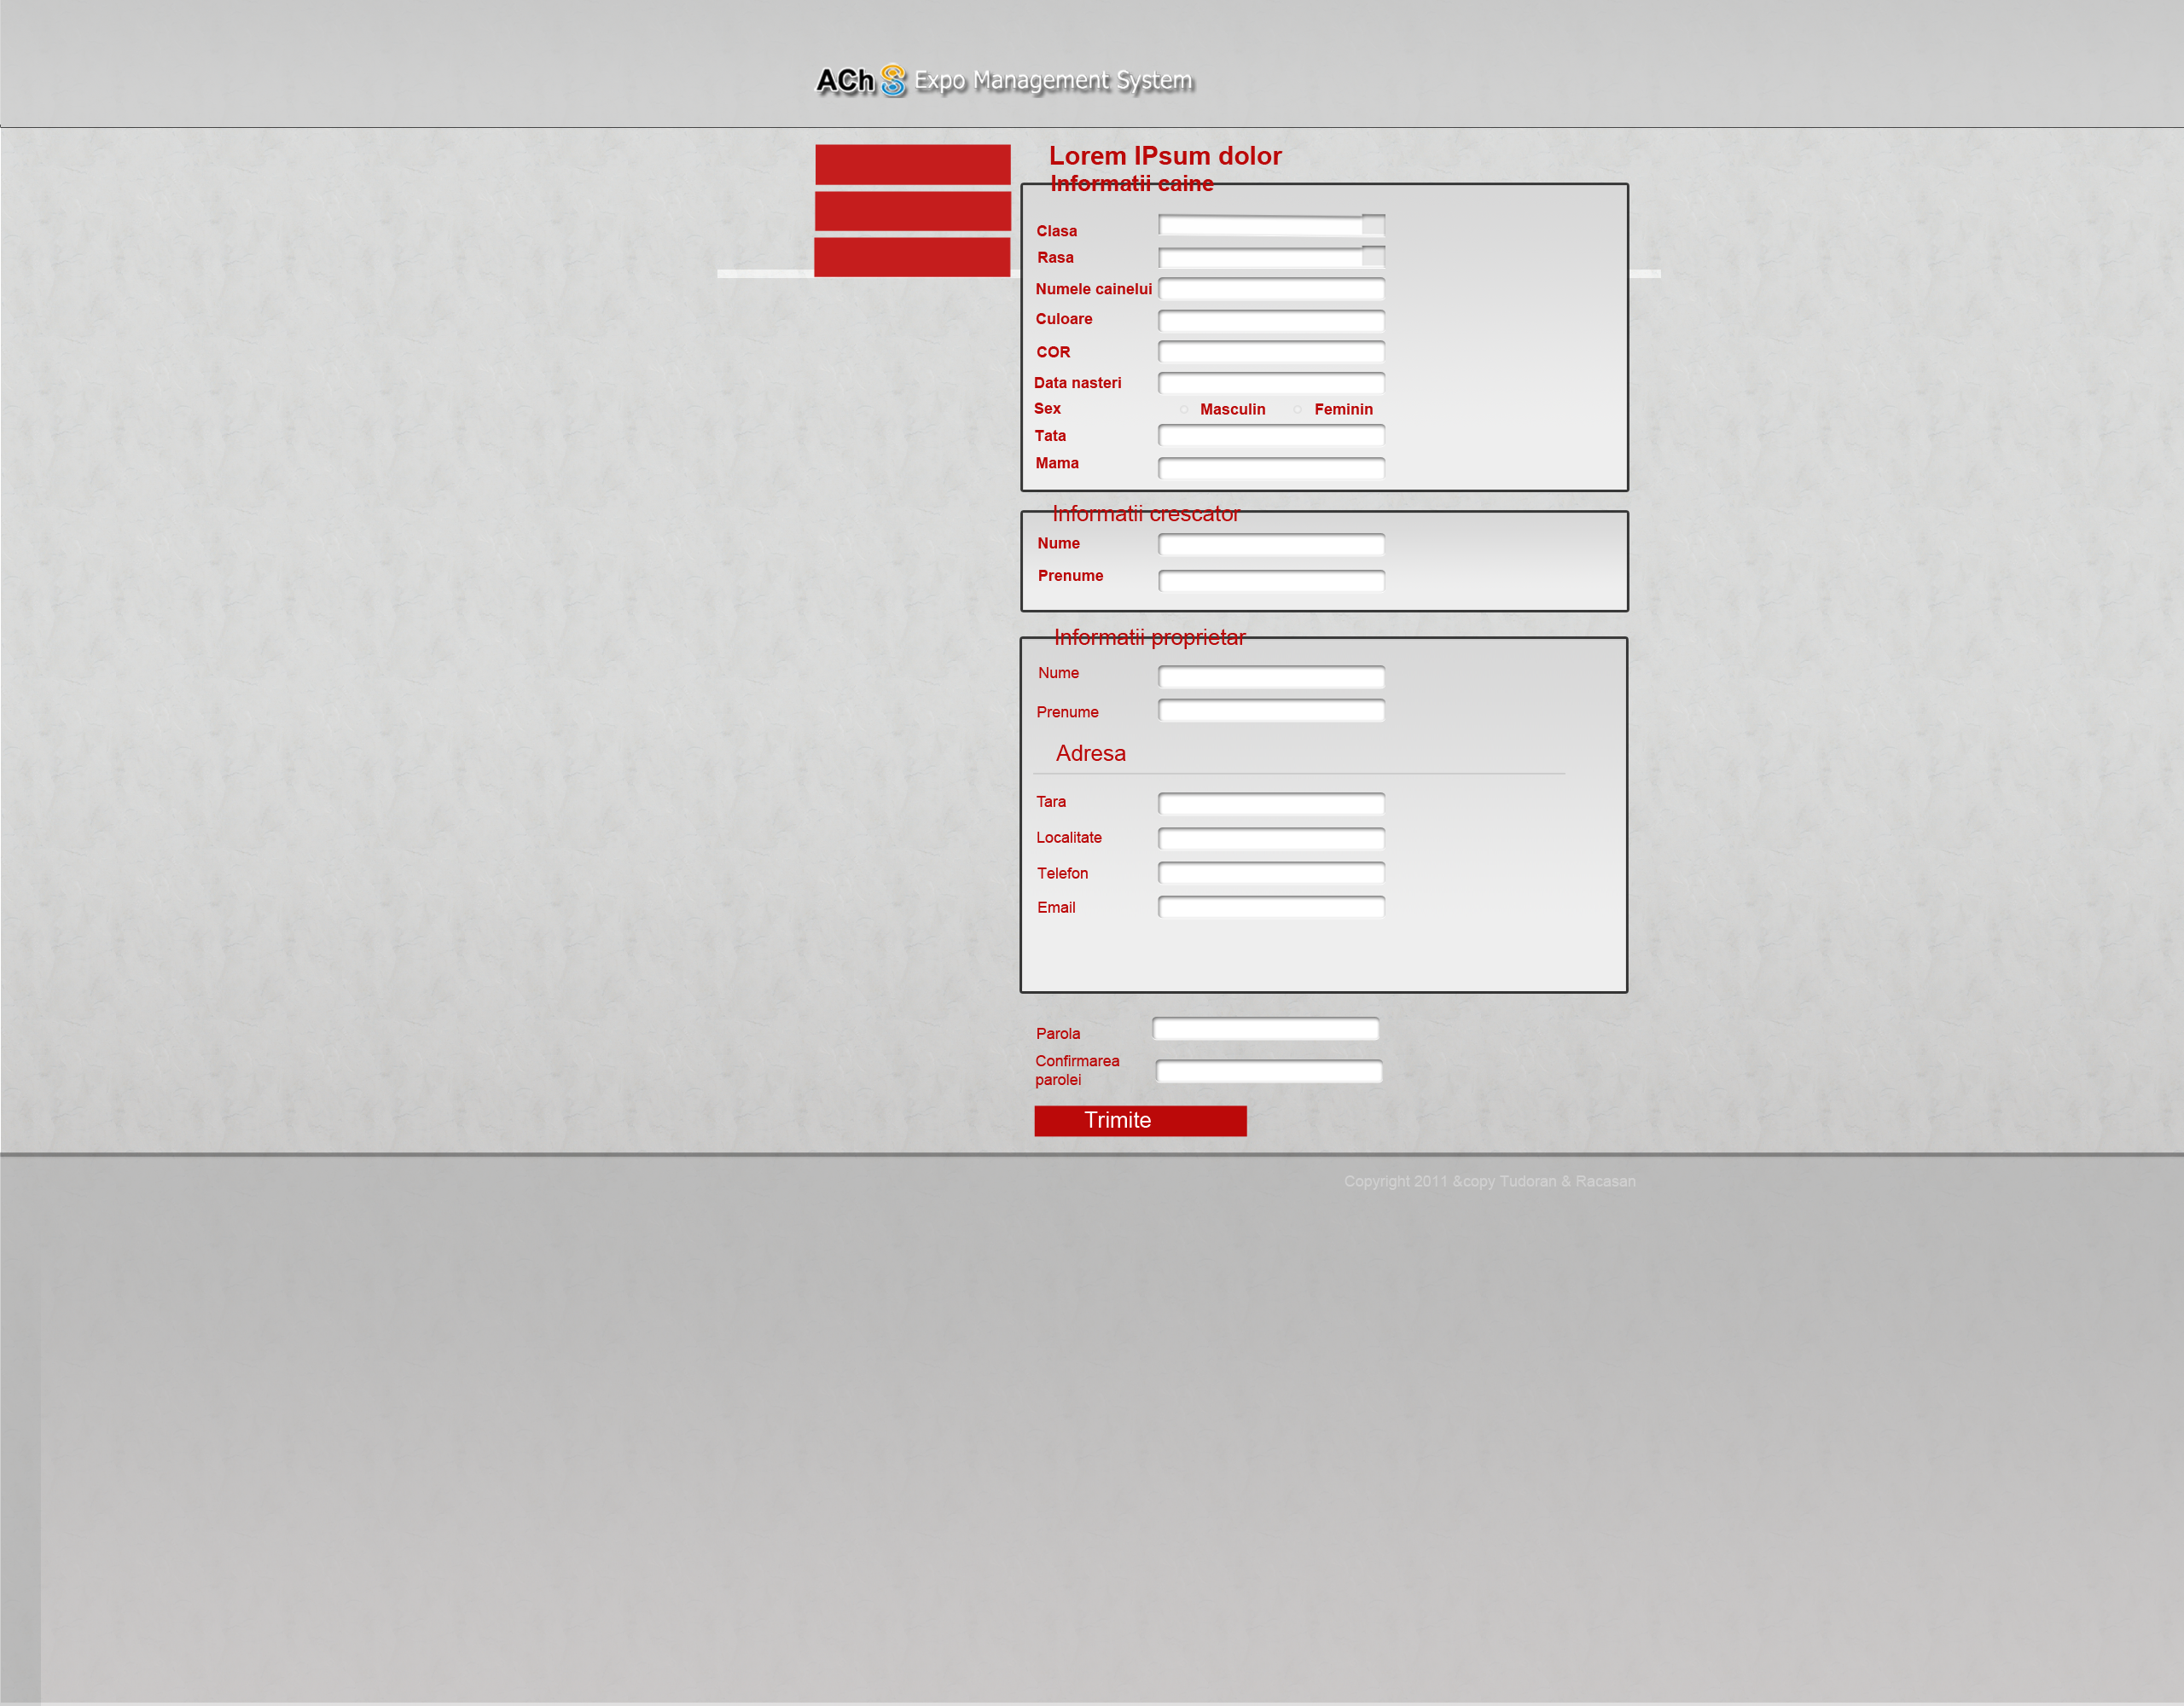 ACh Expo Management System
Lorem IPsum dolor
Informatii caine
Clasa
Rasa
Numele cainelui
Culoare
COR
Data nasteri
Sex Masculin Feminin
Tata
Mama
Informatii crescator
Nume
Prenume
Informatii proprietar
Nume
Prenume
Adresa
Tara
Localitate
Telefon
Email
Parola
Confirmarea
parolei
Trimite
Copyright 2011 &copy Tudoran & Racasan